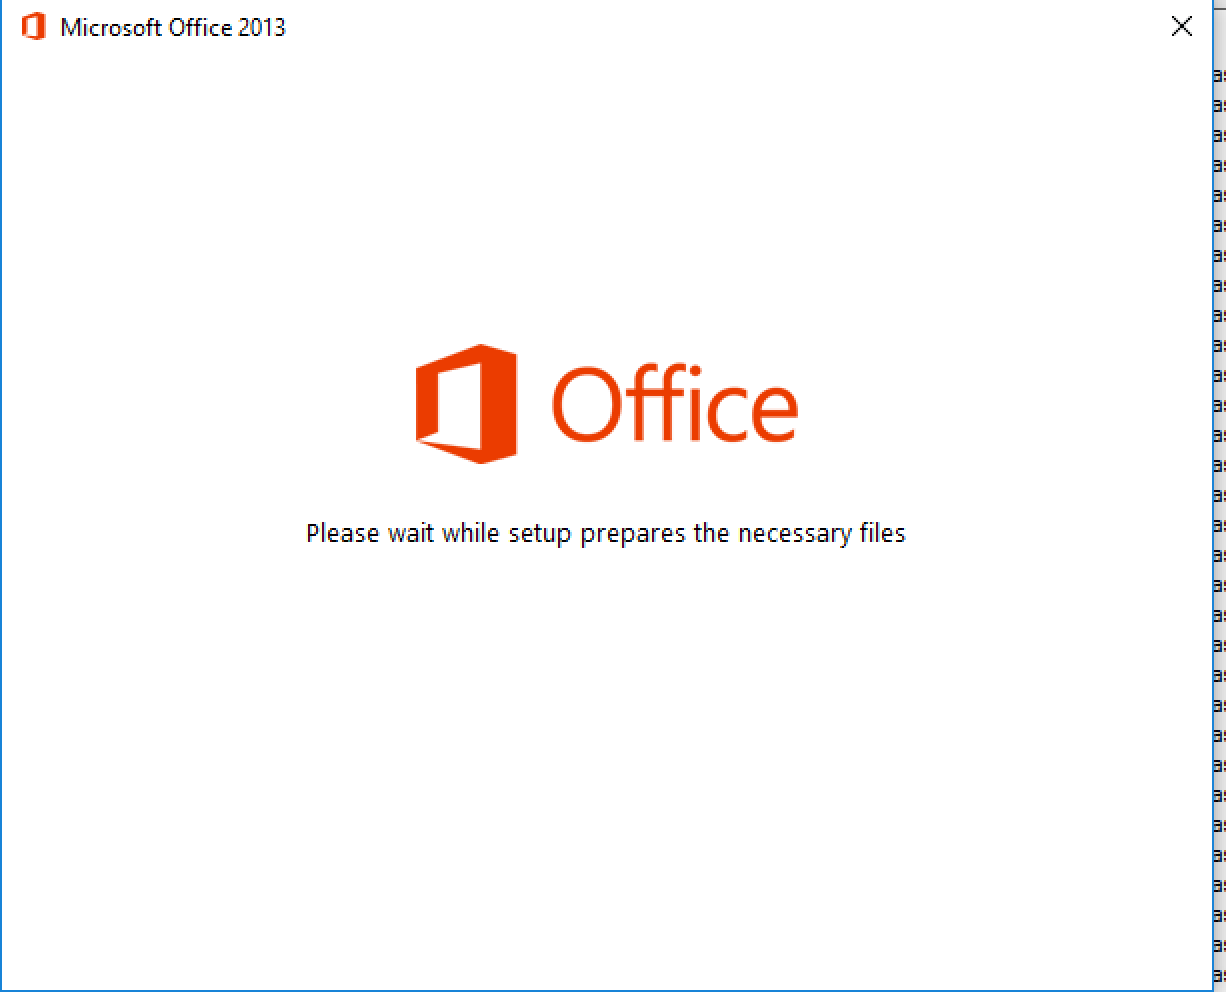 Microsoft Office 2013
Office
Please wait while setup prepares the necessary files